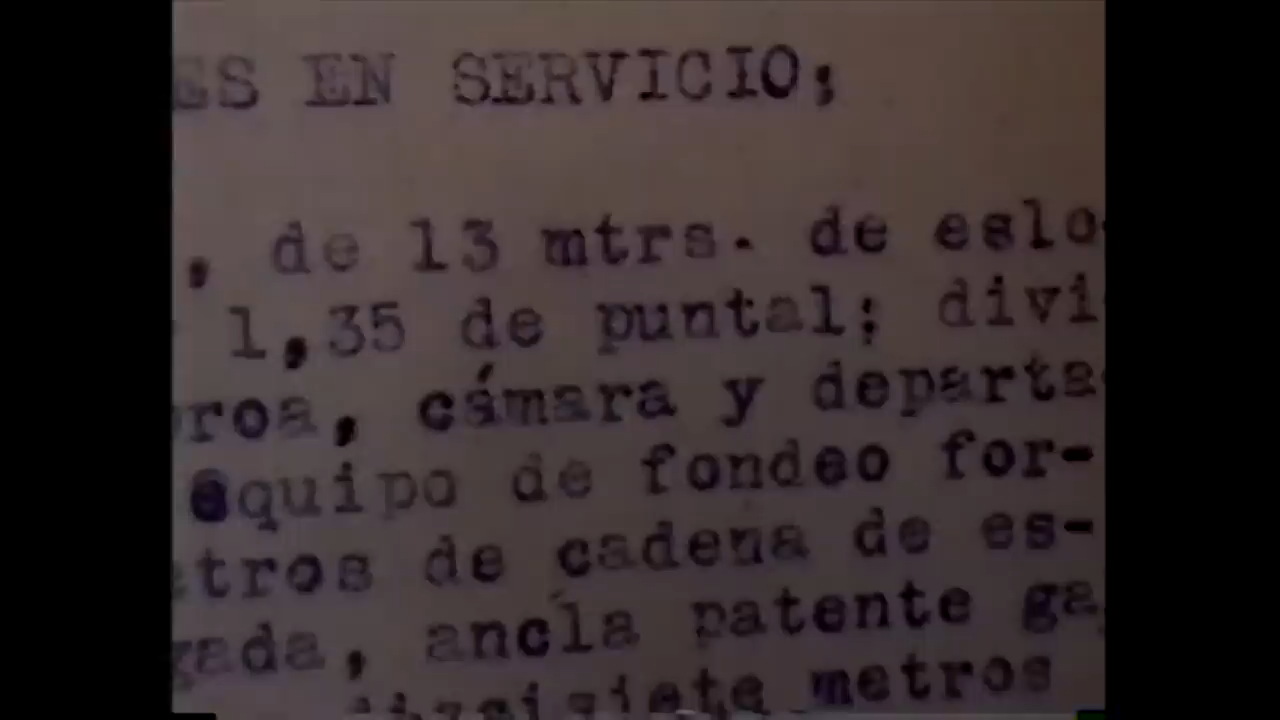 ES EN SERVICIO;
, de 13 mtrs. de eslo
1,35 de puntal; divi
roa, cámara y departa
equipo de fondeo for-
tros de cadena de es-
gada, ancla patente ga
metros